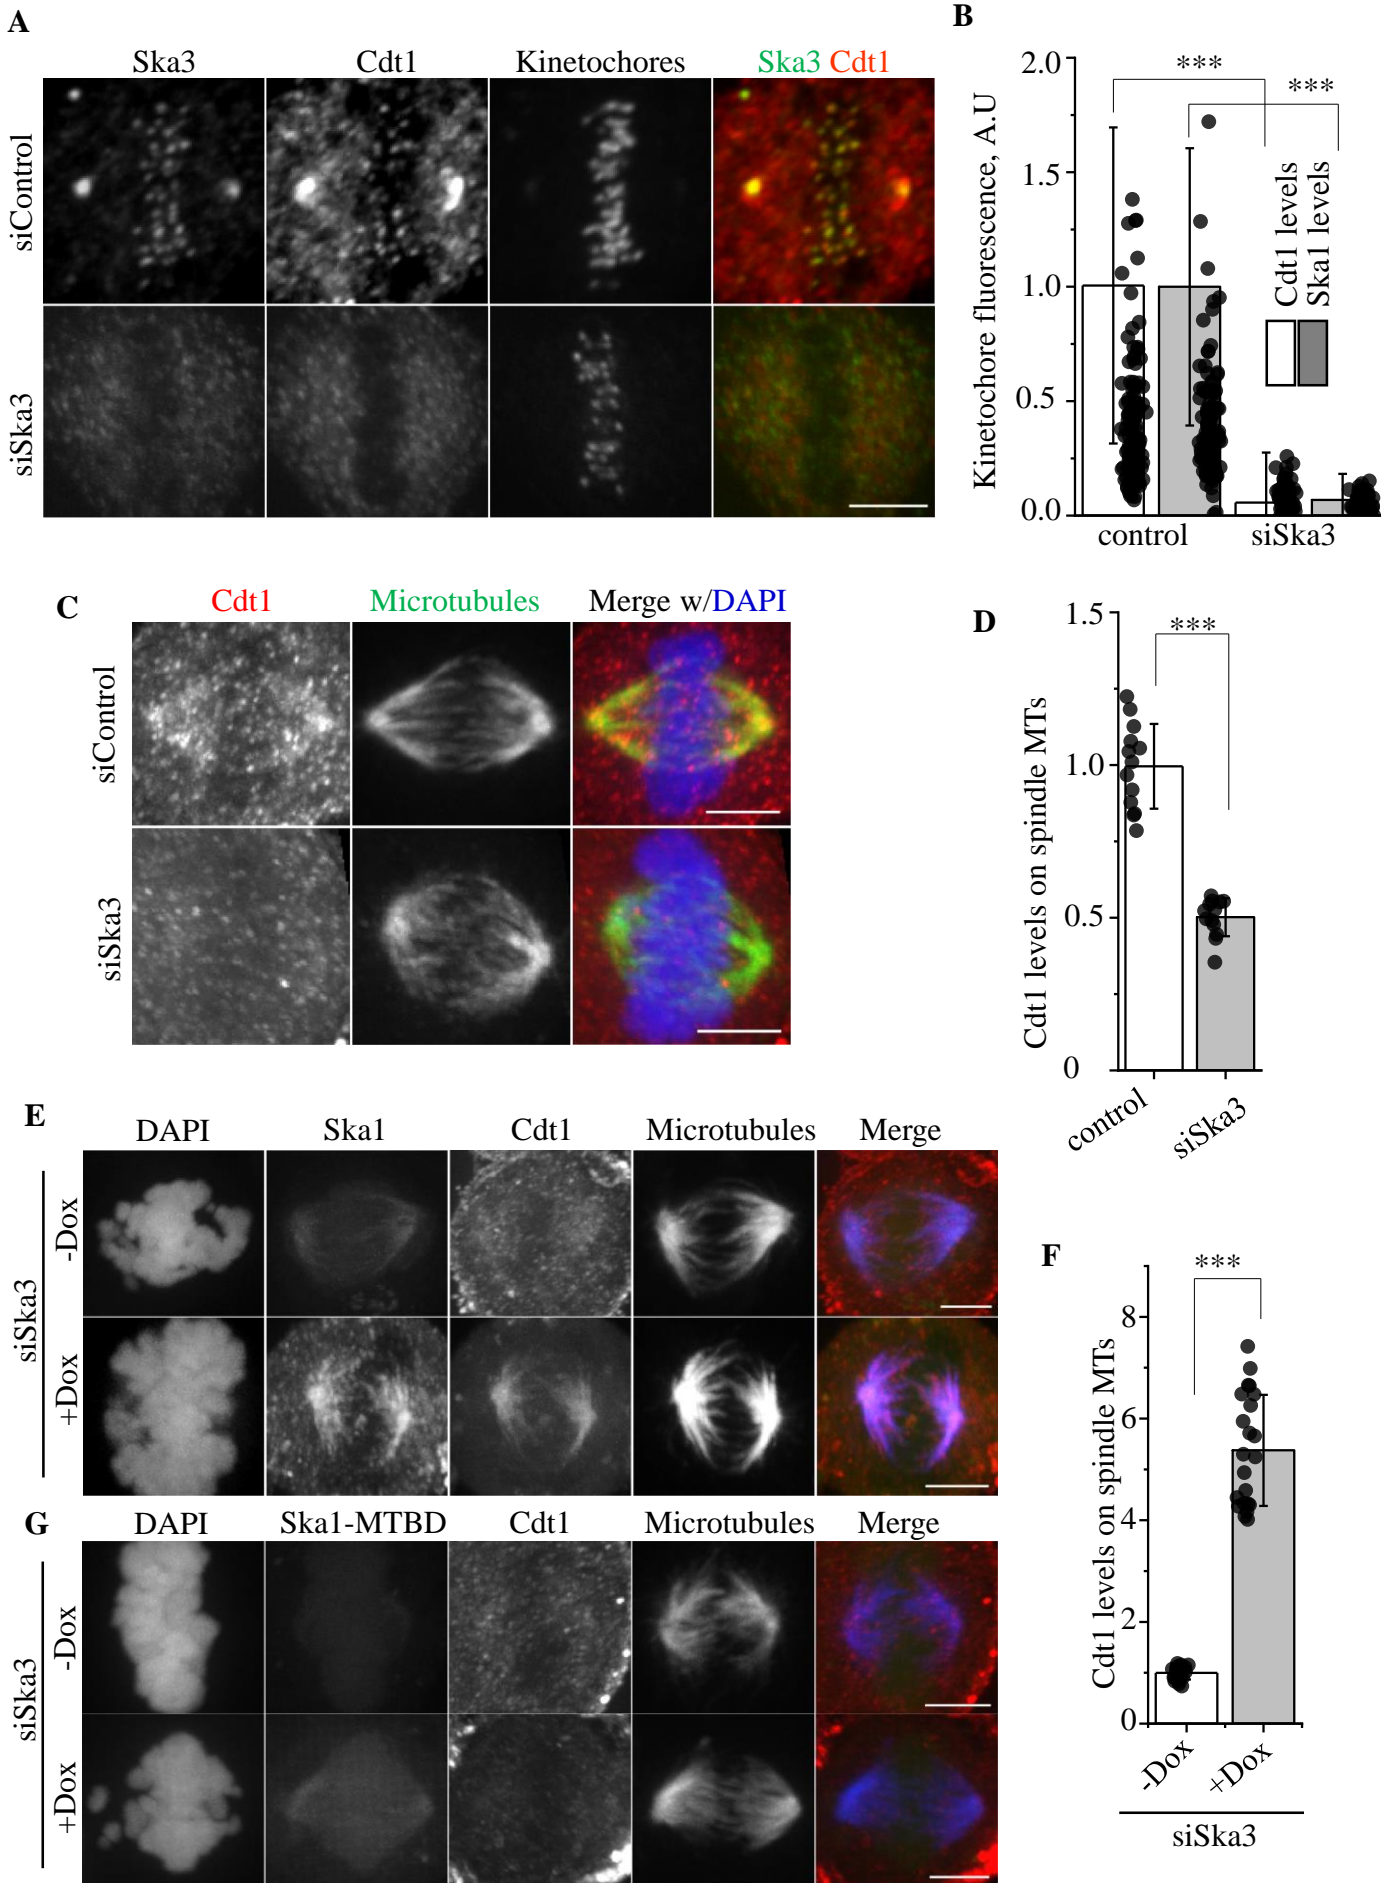 A
Ska3 Cdt1 Kinetochores Ska3 Cdt1
siControl
siSka3
B
Kinetochore fluorescence, A.U
2.0
1.5
1.0
0.5
0.0
***
***
Cdt1 levels
Ska1 levels
control siSka3
C
Cdt1 Microtubules Merge w/DAPI
siControl
siSka3
D
Cdt1 levels on spindle MTs
1.5
1.0
0.5
0
***
control siSka3
E
DAPI Ska1 Cdt1 Microtubules Merge
siSka3
-Dox
+Dox
F
Cdt1 levels on spindle MTs
8
6
4
2
0
***
-Dox +Dox
siSka3
G
DAPI Ska1-MTBD Cdt1 Microtubules Merge
siSka3
-Dox
+Dox